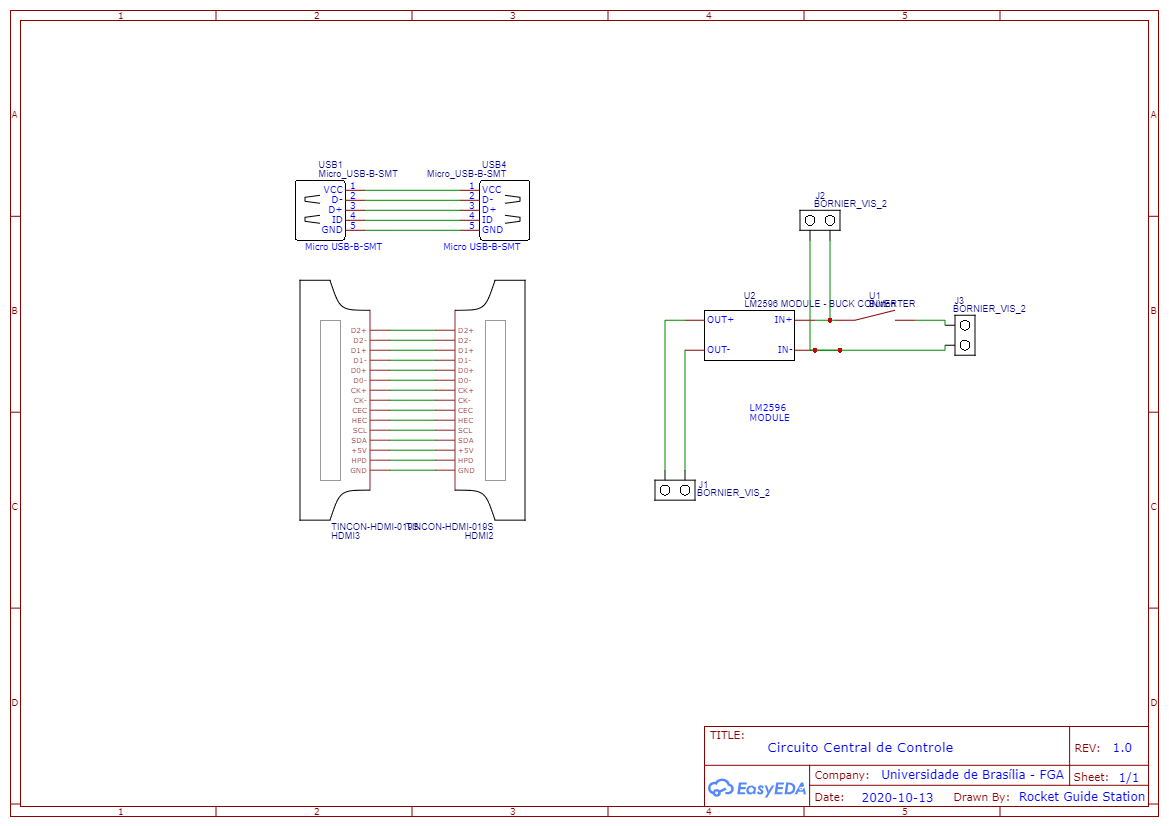 1 2 3 4 5
A A
B B
C C
D D
USB1
Micro_USB-B-SMT
VCC 1
D- 2
D+ 3
ID 4
GND 5
Micro USB-B-SMT
USB4
Micro_USB-B-SMT
1 VCC
2 D-
3 D+
4 ID
5 GND
Micro USB-B-SMT
D2+ D2+
D2- D2-
D1+ D1+
D1- D1-
D0+ D0+
D0- D0-
CK+ CK+
CK- CK-
CEC CEC
HEC HEC
SCL SCL
SDA SDA
+5V +5V
HPD HPD
GND GND
TINCON-HDMI-019S
HDMI3
TINCON-HDMI-019S
HDMI2
J2
BORNIER_VIS_2
U2
LM2596 MODULE - BUCK CONVERTER
U1
OUT+ IN+
OUT- IN-
LM2596
MODULE
J3
BORNIER_VIS_2
J1
BORNIER_VIS_2
TITLE:
Circuito Central de Controle
REV: 1.0
EasyEDA
Company: Universidade de Brasília - FGA
Sheet: 1/1
Date: 2020-10-13
Drawn By: Rocket Guide Station
1 2 3 4 5